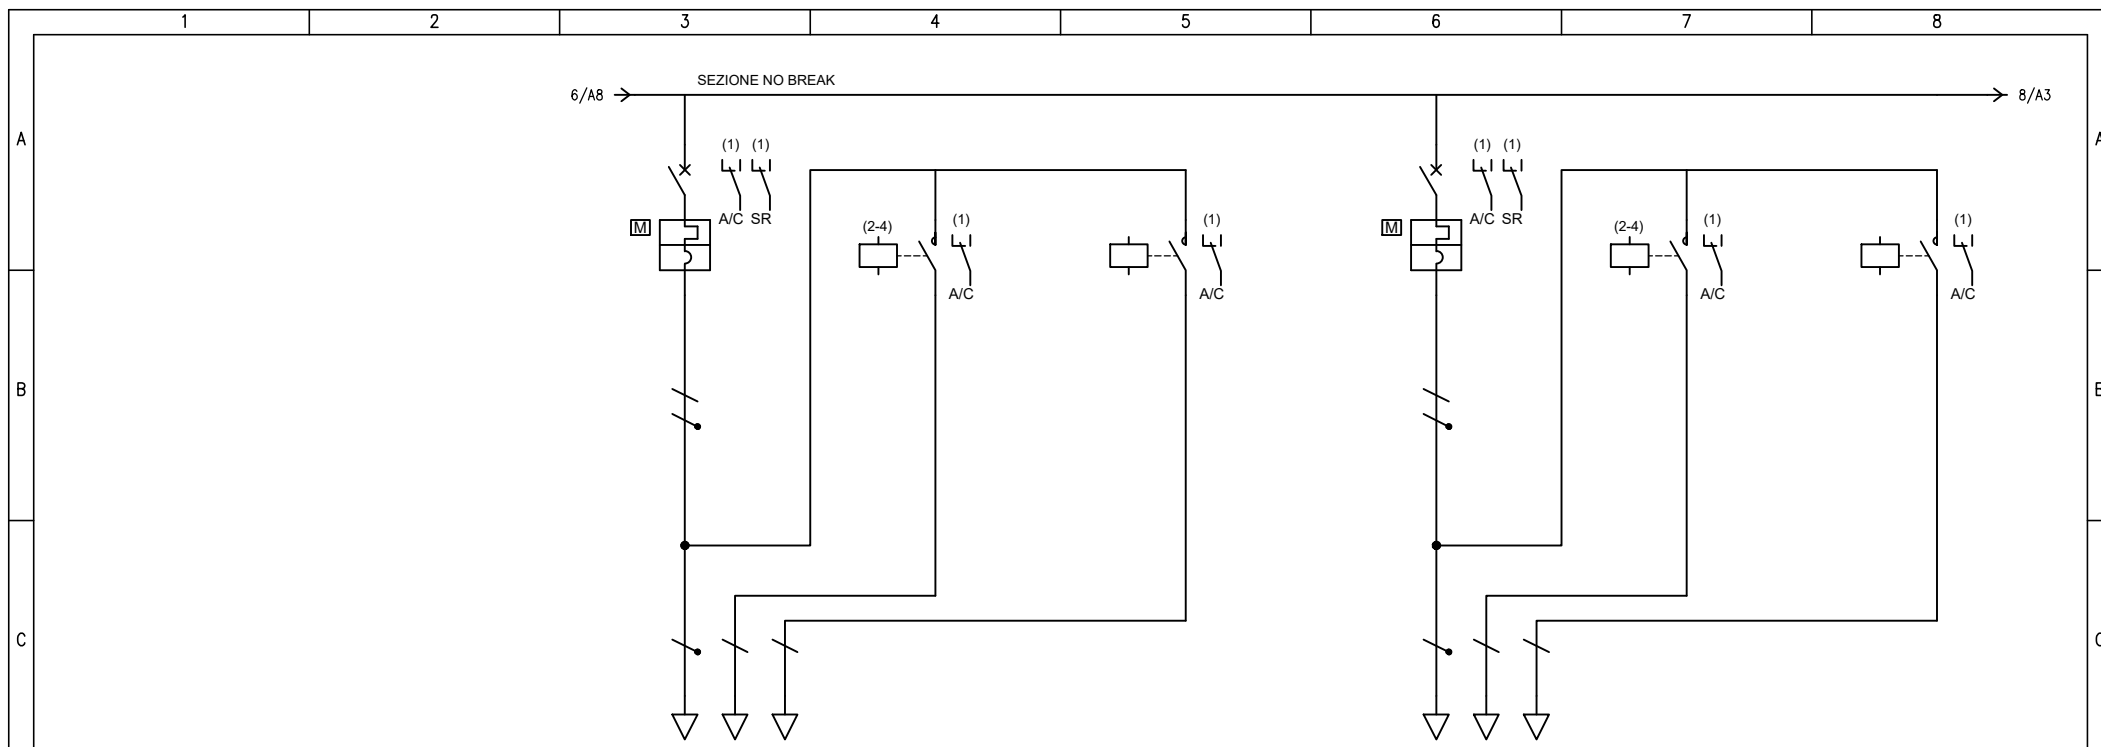 1 2 3 4 5 6 7 8
SEZIONE NO BREAK
6/A8 8/A3
A A
(1) (1) (1) (1)
A/C SR A/C SR
M (2-4) (1) (1) M (2-4) (1) (1)
A/C A/C A/C A/C
B B
C C